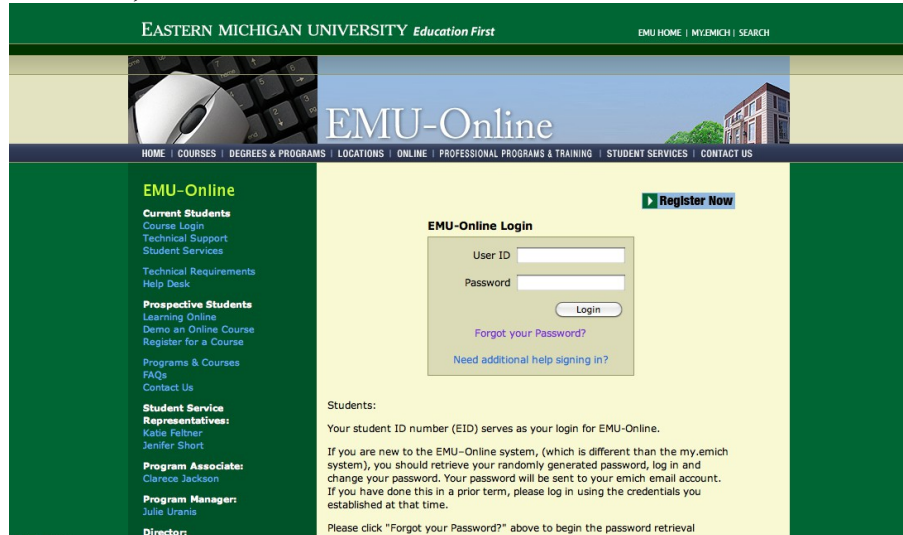 EASTERN MICHIGAN UNIVERSITY Education First
EMU HOME | MY.EMICH | SEARCH
EMU-Online
HOME | COURSES | DEGREES & PROGRAMS | LOCATIONS | ONLINE | PROFESSIONAL PROGRAMS & TRAINING | STUDENT SERVICES | CONTACT US
EMU-Online
Current Students
Course Login
Technical Support
Student Services
Technical Requirements
Help Desk
Prospective Students
Learning Online
Demo an Online Course
Register for a Course
Programs & Courses
FAQs
Contact Us
Student Service
Representatives:
Katie Feltner
Jenifer Short
Program Associate:
Clarece Jackson
Program Manager:
Julie Uranis
Director:
Register Now
EMU-Online Login
User ID
Password
Login
Forgot your Password?
Need additional help signing in?
Students:
Your student ID number (EID) serves as your login for EMU-Online.
If you are new to the EMU–Online system, (which is different than the my.emich
system), you should retrieve your randomly generated password, log in and
change your password. Your password will be sent to your emich email account.
If you have done this in a prior term, please log in using the credentials you
established at that time.
Please click "Forgot your Password?" above to begin the password retrieval